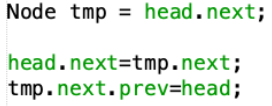 Node tmp = head.next;
head.next=tmp.next;
tmp.next.prev=head;